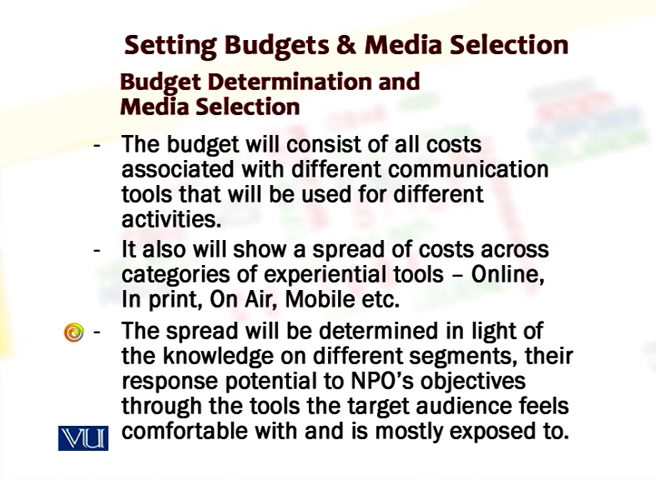 Setting Budgets & Media Selection
Budget Determination and
Media Selection
- The budget will consist of all costs
associated with different communication
tools that will be used for different
activities.
- It also will show a spread of costs across
categories of experiential tools – Online,
In print, On Air, Mobile etc.
- The spread will be determined in light of
the knowledge on different segments, their
response potential to NPO's objectives
through the tools the target audience feels
comfortable with and is mostly exposed to.
VU